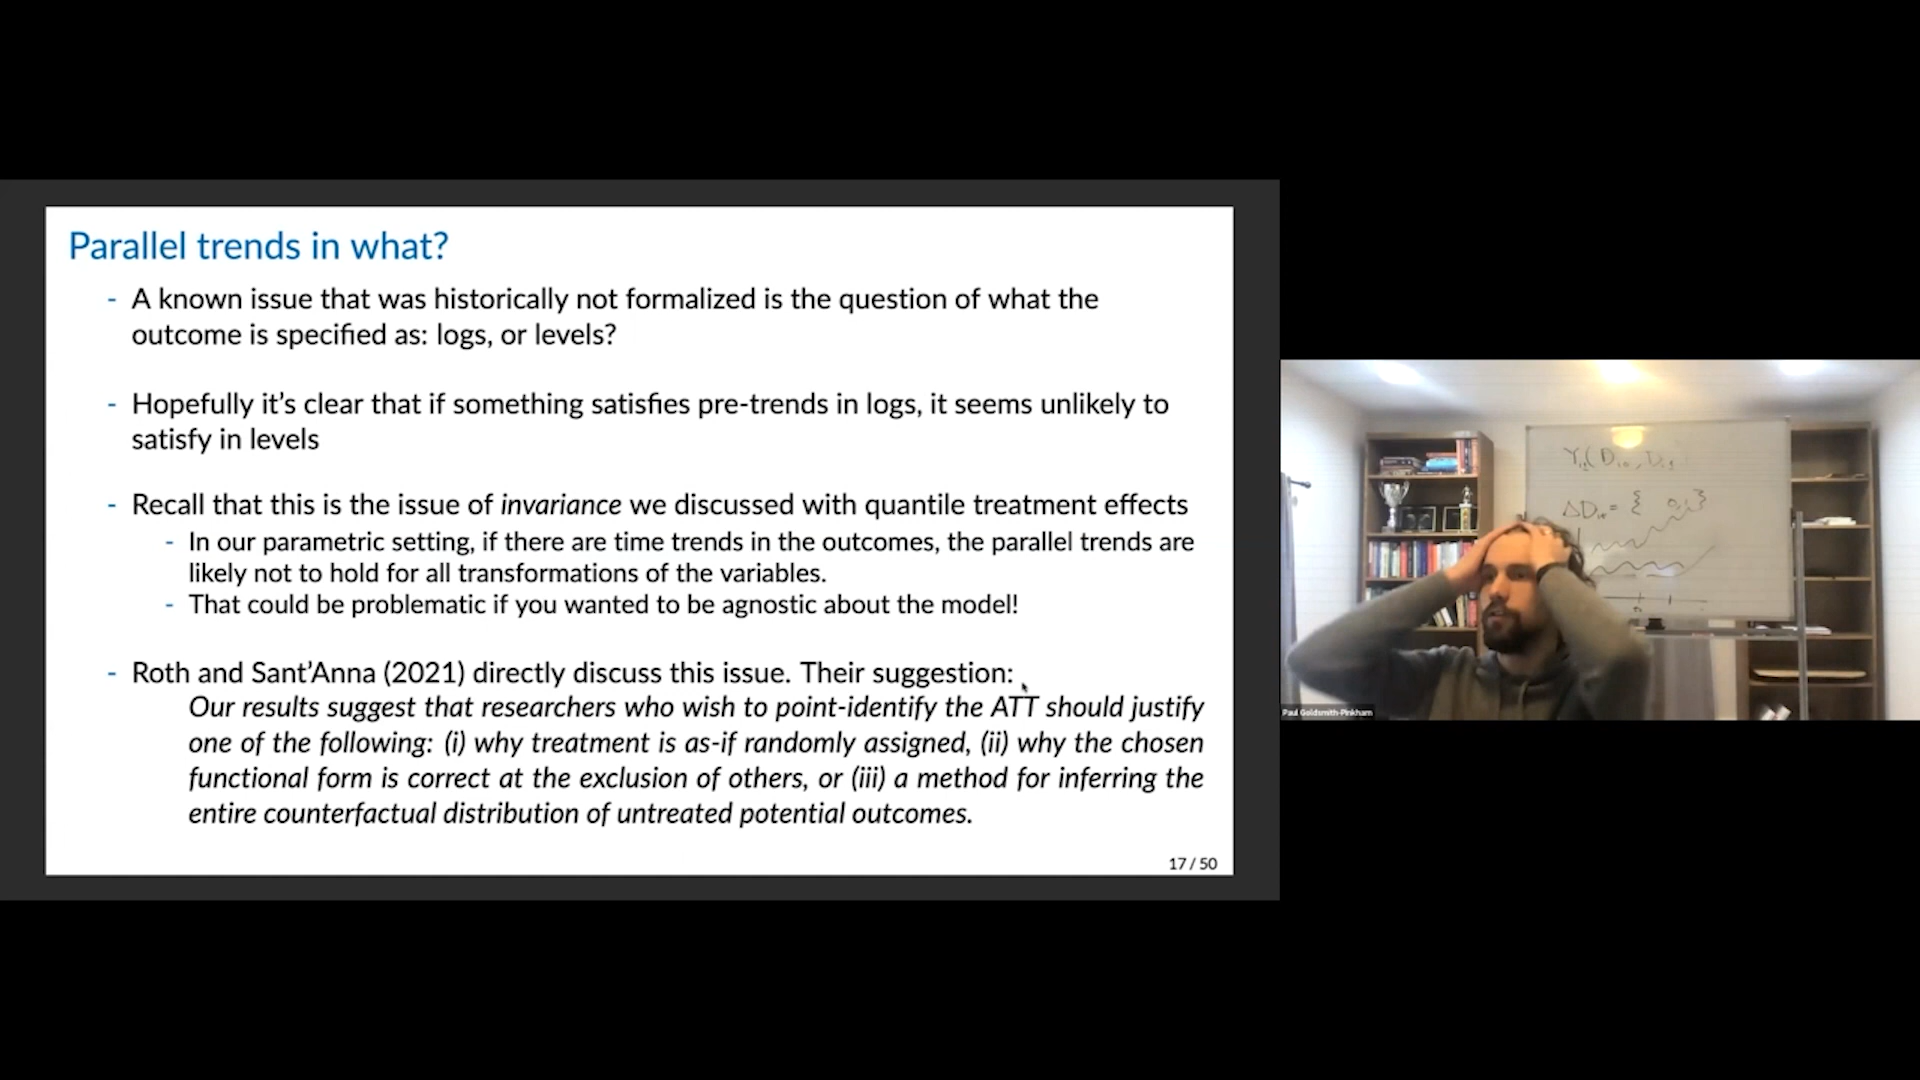 Parallel trends in what?
- A known issue that was historically not formalized is the question of what the
outcome is specified as: logs, or levels?
- Hopefully it's clear that if something satisfies pre-trends in logs, it seems unlikely to
satisfy in levels
- Recall that this is the issue of invariance we discussed with quantile treatment effects
- In our parametric setting, if there are time trends in the outcomes, the parallel trends are
likely not to hold for all transformations of the variables.
- That could be problematic if you wanted to be agnostic about the model!
- Roth and Sant'Anna (2021) directly discuss this issue. Their suggestion:
Our results suggest that researchers who wish to point-identify the ATT should justify
one of the following: (i) why treatment is as-if randomly assigned, (ii) why the chosen
functional form is correct at the exclusion of others, or (iii) a method for inferring the
entire counterfactual distribution of untreated potential outcomes.
17 / 50
Paul Goldsmith-Pinkham